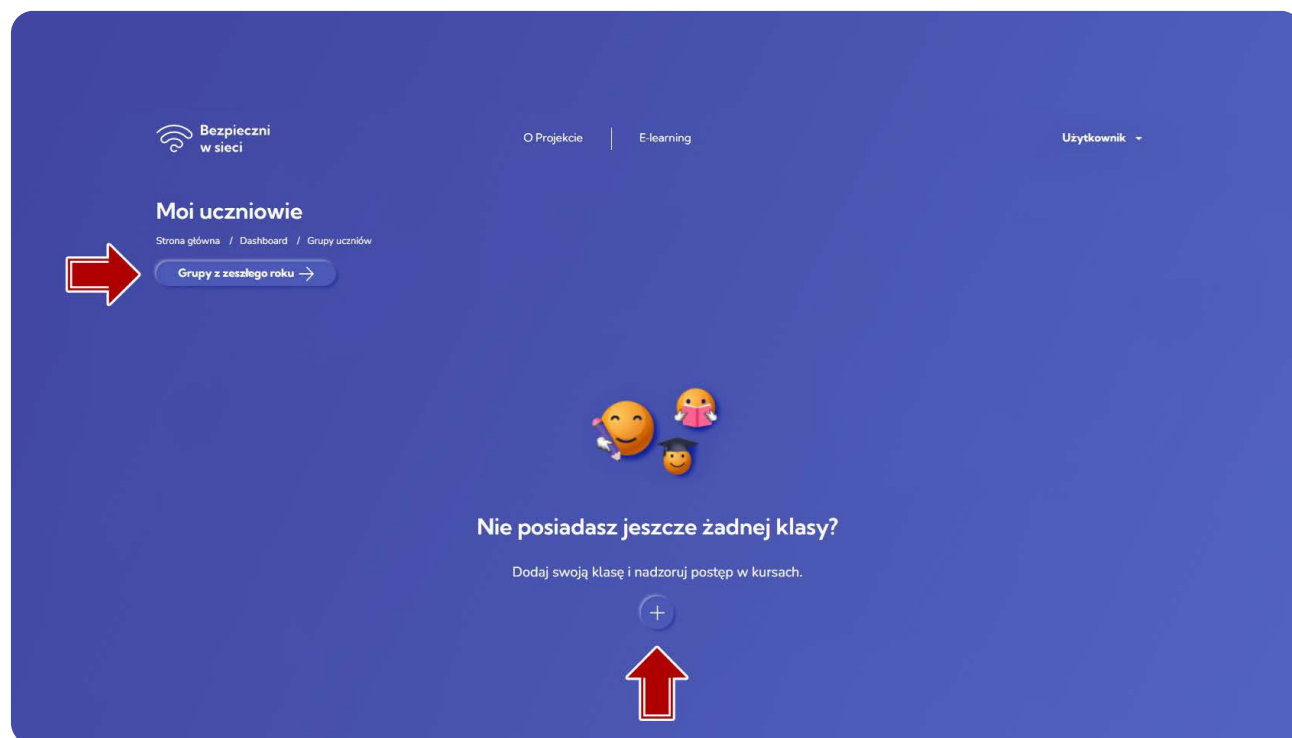 Bezpieczni
w sieci
O Projekcie
E-learning
Użytkownik
Moi uczniowie
Strona główna / Dashboard / Grupy uczniów
Grupy z zeszłego roku →
Nie posiadasz jeszcze żadnej klasy?
Dodaj swoją klasę i nadzoruj postęp w kursach.
+